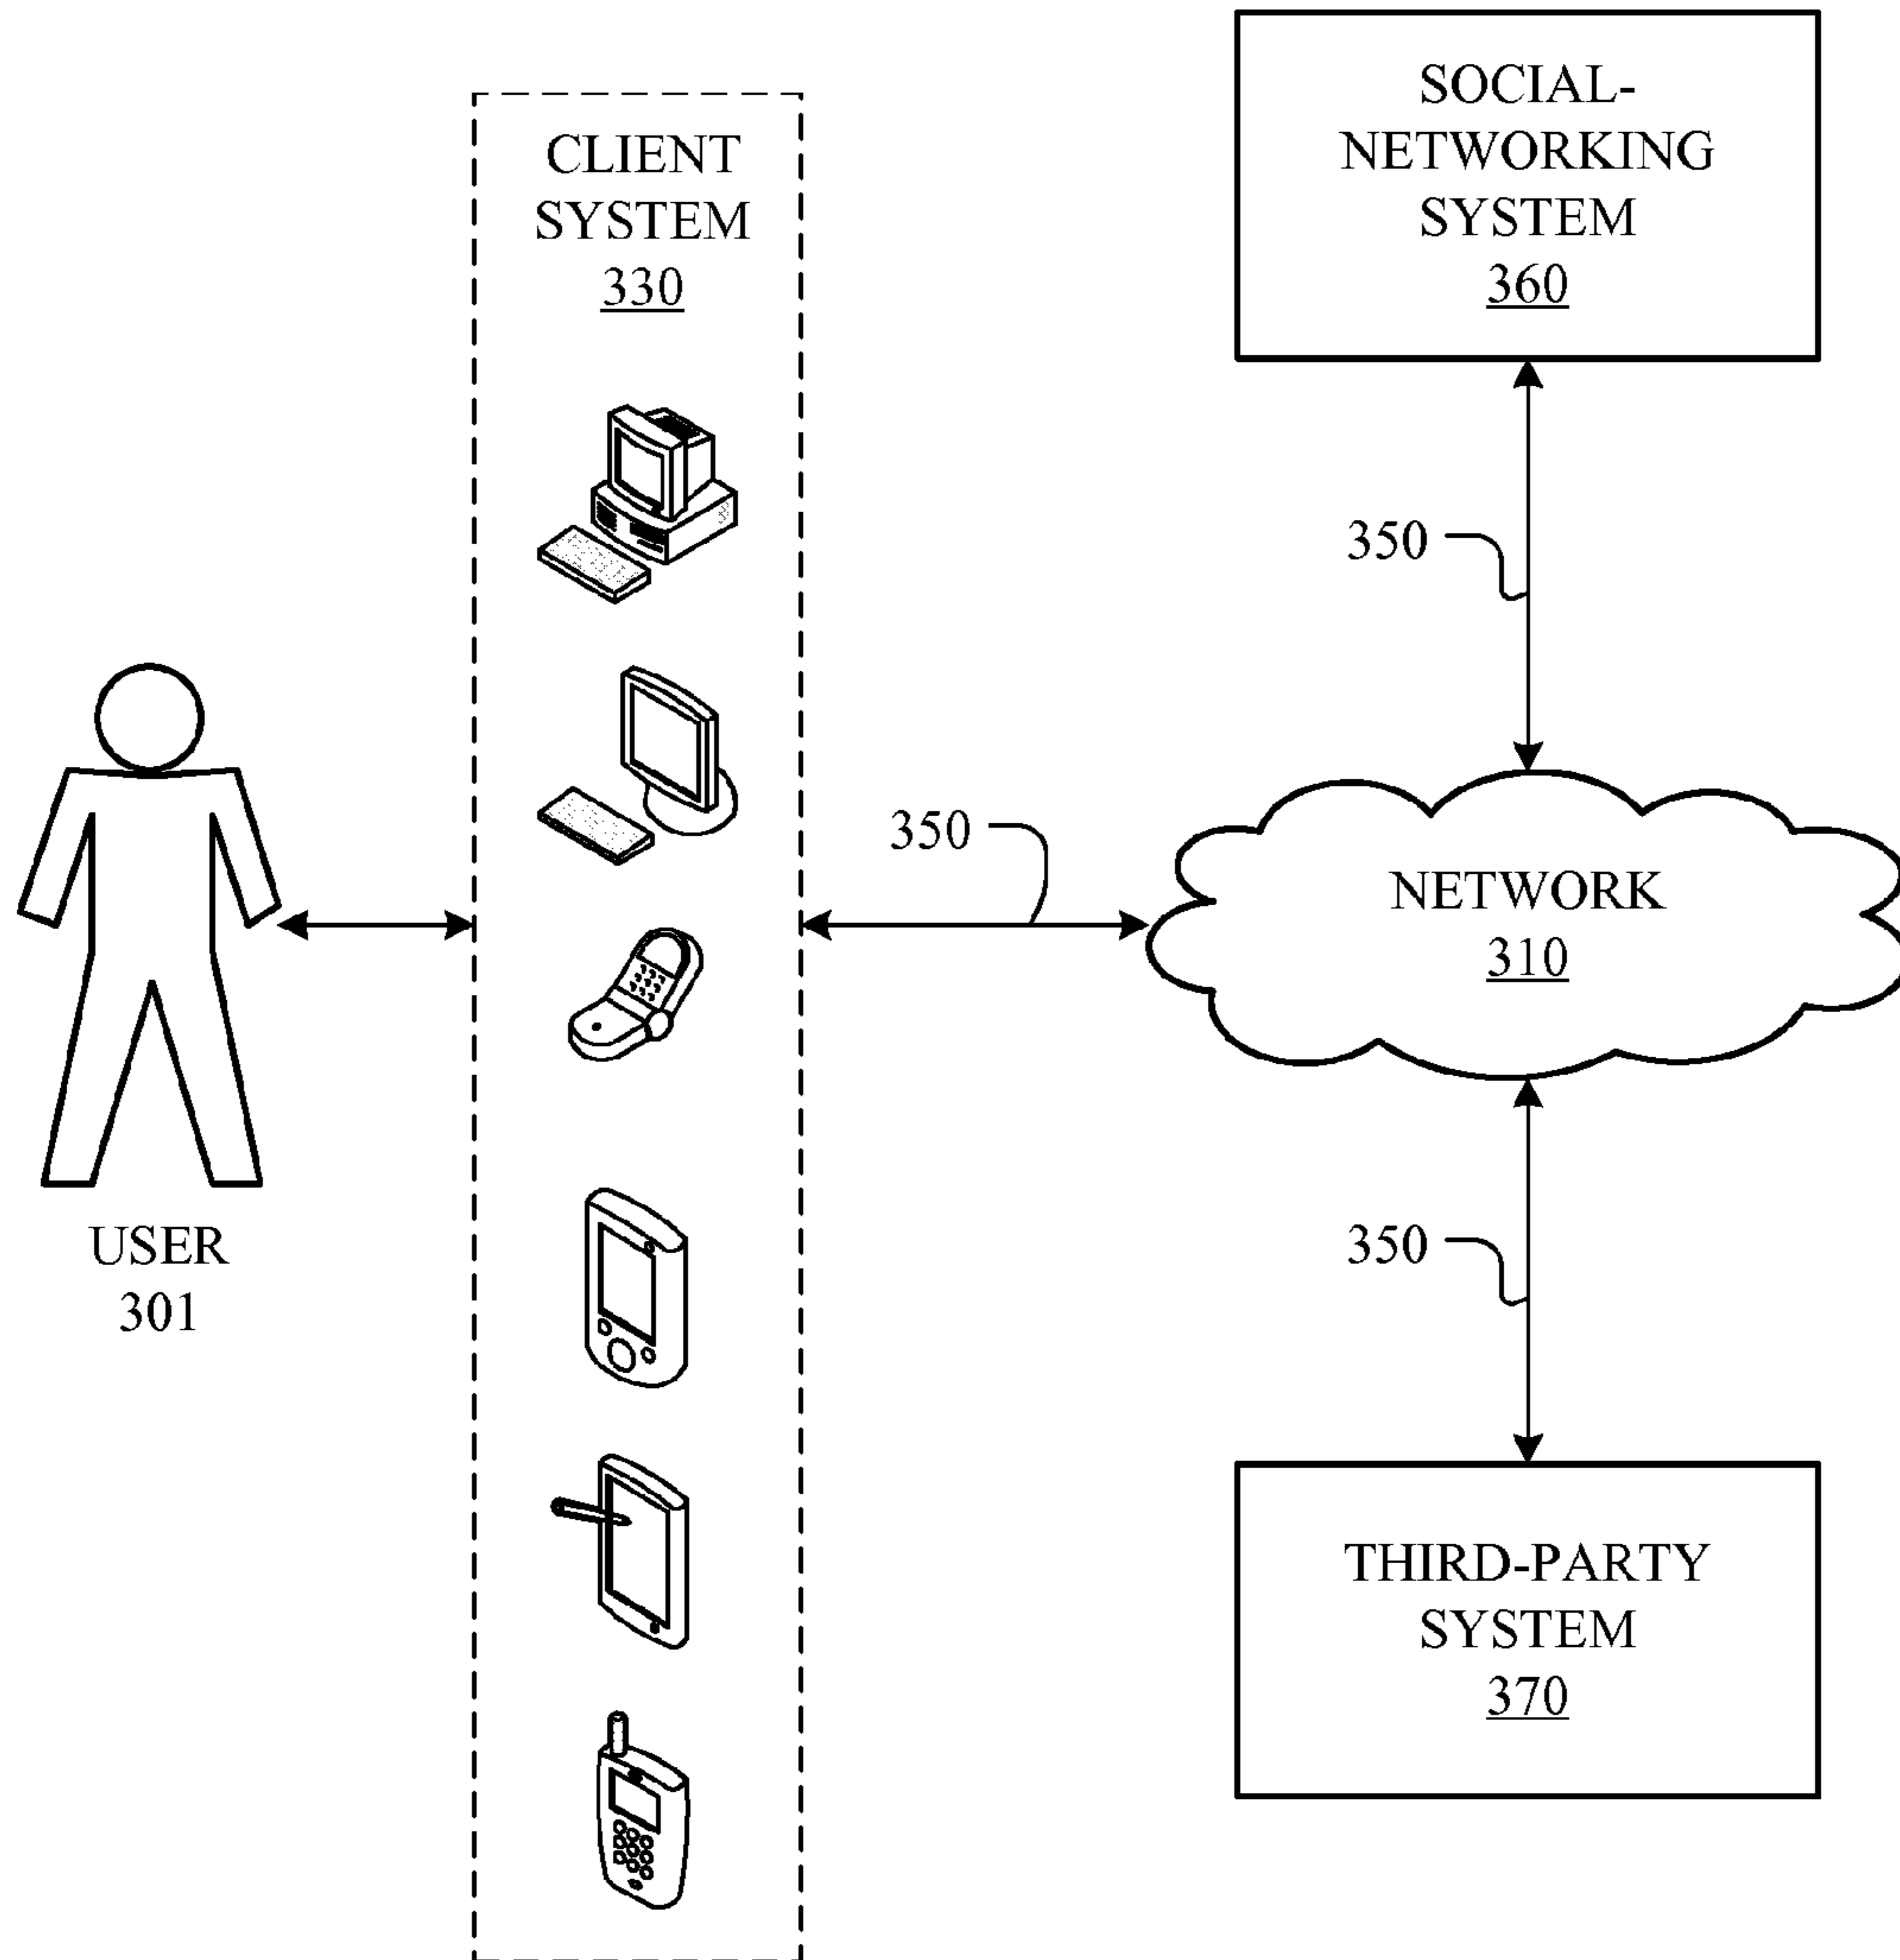 CLIENT
SYSTEM
330
USER
301
350
SOCIAL-
NETWORKING
SYSTEM
360
350
NETWORK
310
350
THIRD-PARTY
SYSTEM
370